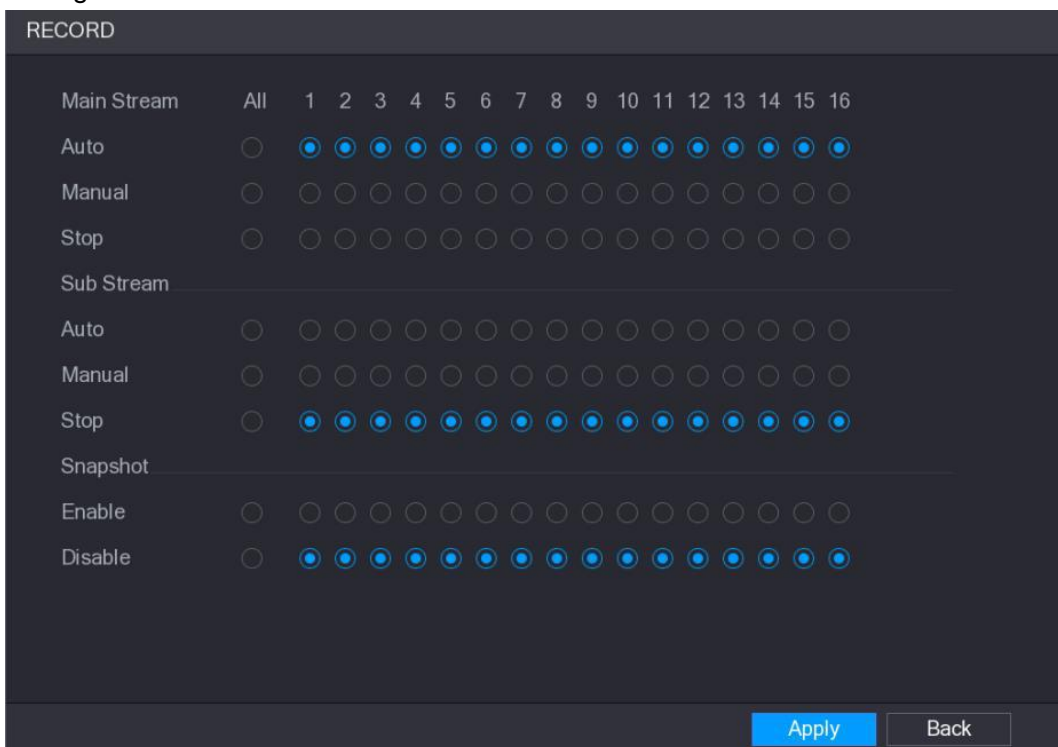 RECORD
Main Stream All 1 2 3 4 5 6 7 8 9 10 11 12 13 14 15 16
Auto
Manual
Stop
Sub Stream
Auto
Manual
Stop
Snapshot
Enable
Disable
Apply Back